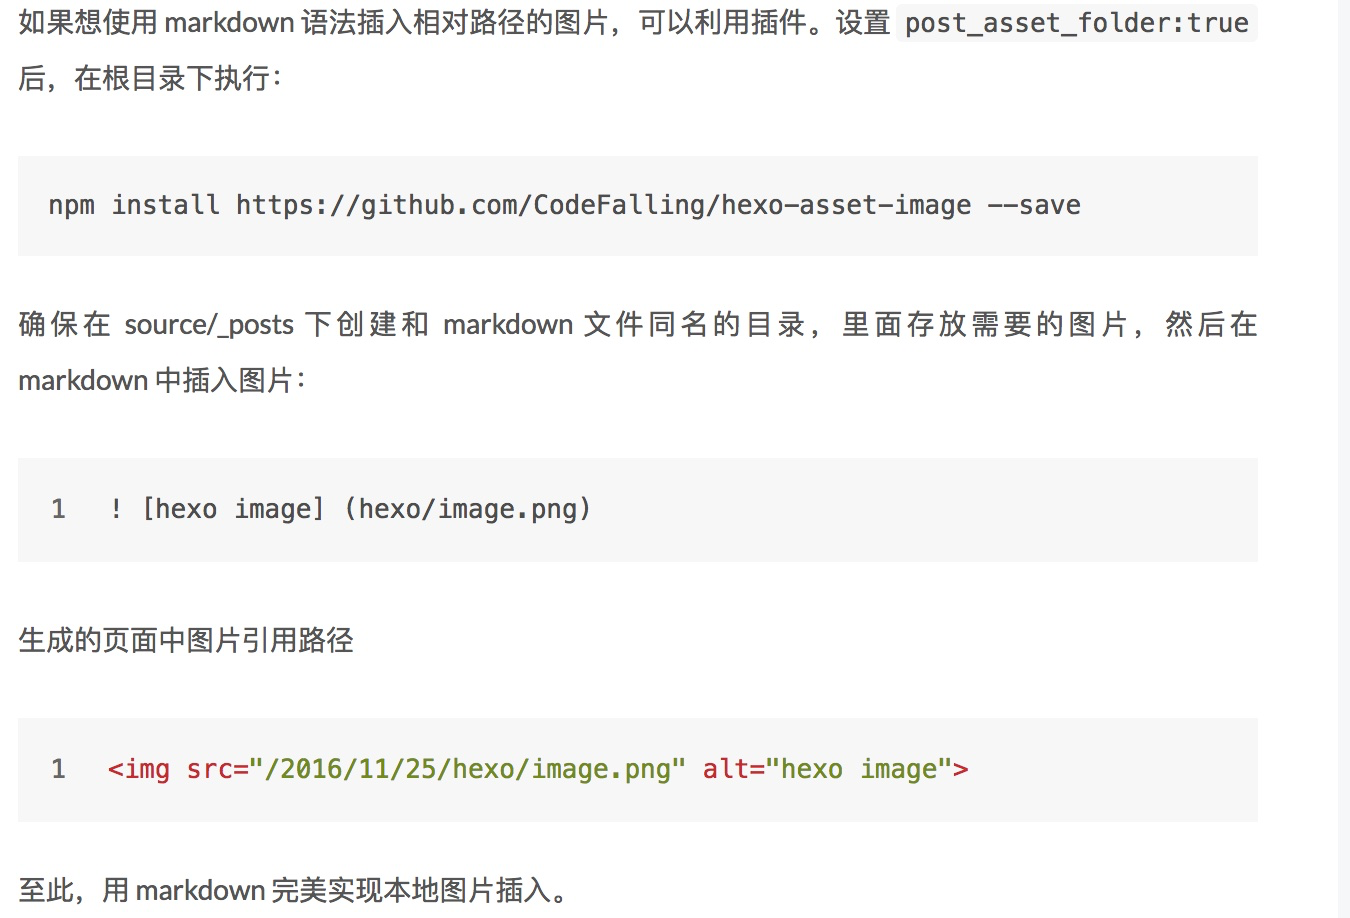 如果想使用 markdown 语法插入相对路径的图片，可以利用插件。设置 post_asset_folder:true
后，在根目录下执行：
npm install https://github.com/CodeFalling/hexo-asset-image --save
确保在 source/_posts 下创建和 markdown 文件同名的目录，里面存放需要的图片，然后在
markdown 中插入图片：
1 ! [hexo image] (hexo/image.png)
生成的页面中图片引用路径
1 <img src="/2016/11/25/hexo/image.png" alt="hexo image">
至此，用 markdown 完美实现本地图片插入。